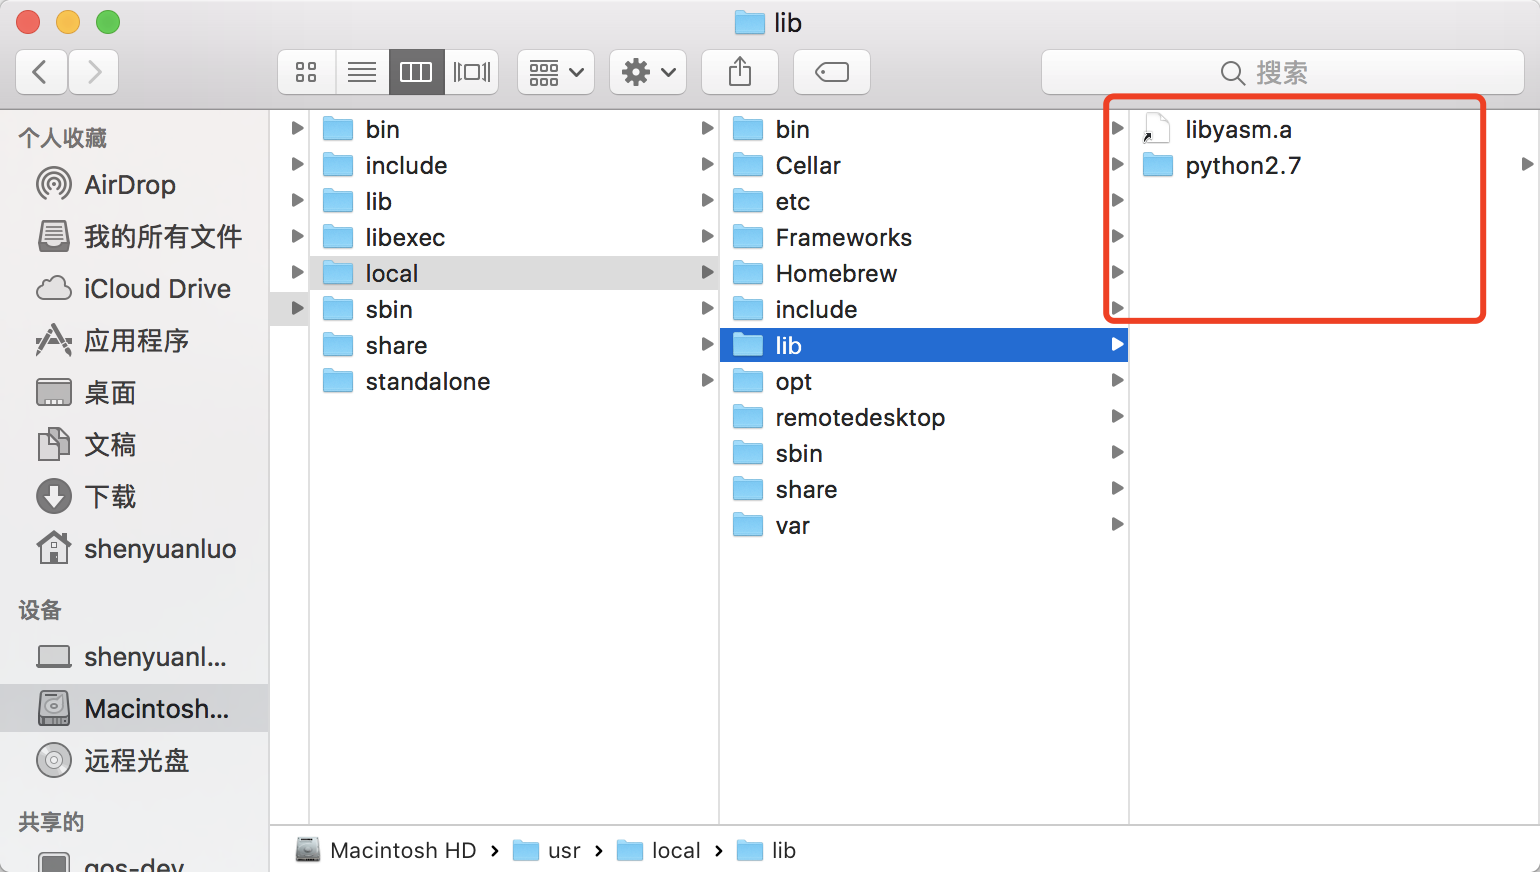 lib
搜索
个人收藏
AirDrop
我的所有文件
iCloud Drive
应用程序
桌面
文稿
下载
shenyuanluo
设备
shenyuanl...
Macintosh...
远程光盘
共享的
qos-dev
bin
include
lib
libexec
local
sbin
share
standalone
bin
Cellar
etc
Frameworks
Homebrew
include
lib
opt
remotedesktop
sbin
share
var
libyasm.a
python2.7
Macintosh HD › usr › local › lib